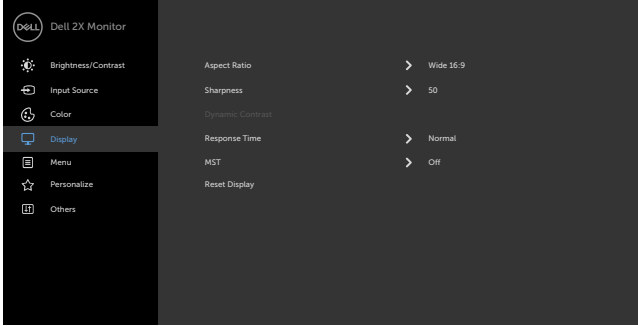 DELL
Dell 2X Monitor
Brightness/Contrast
Input Source
Color
Display
Menu
Personalize
Others
Aspect Ratio Wide 16:9
Sharpness 50
Dynamic Contrast
Response Time Normal
MST Off
Reset Display